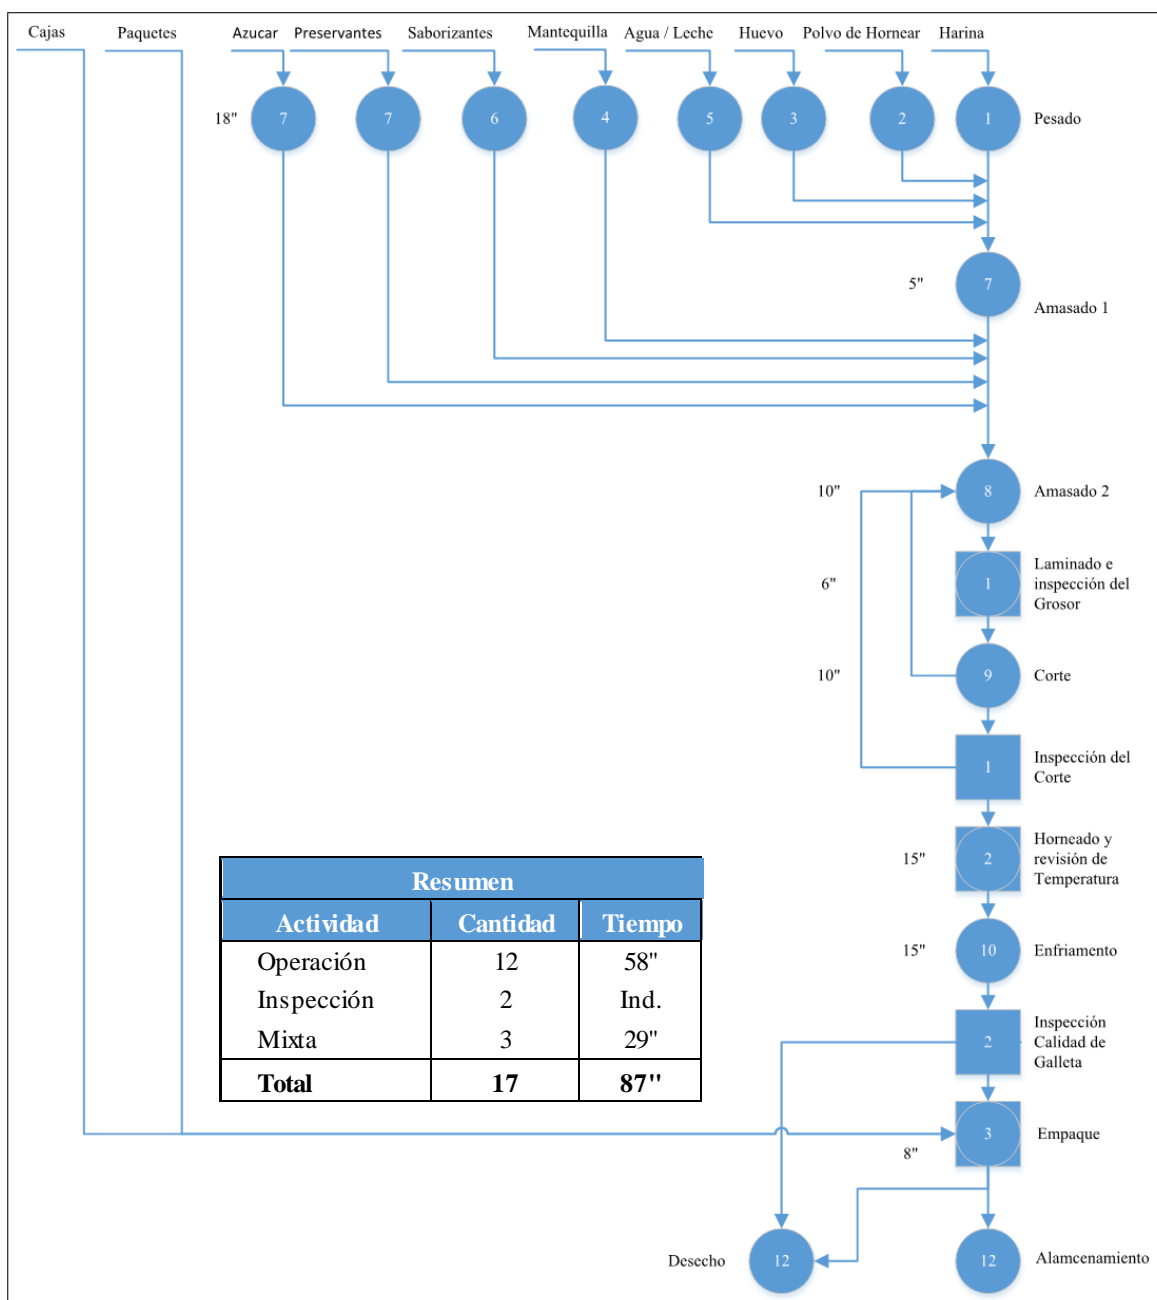 Cajas
Paquetes
Azucar
Preservantes
Saborizantes
Mantequilla
Agua / Leche
Huevo
Polvo de Hornear
Harina
18"
7
7
6
4
5
3
2
1
Pesado
5"
7
Amasado 1
10"
8
Amasado 2
6"
1
Laminado e
inspección del
Grosor
10"
9
Corte
1
Inspección del
Corte
15"
2
Horneado y
revisión de
Temperatura
15"
10
Enfriamento
2
Inspección
Calidad de
Galleta
8"
3
Empaque
Desecho
12
12
Alamcenamiento
Resumen
Actividad Cantidad Tiempo
Operación 12 58"
Inspección 2 Ind.
Mixta 3 29"
Total 17 87"